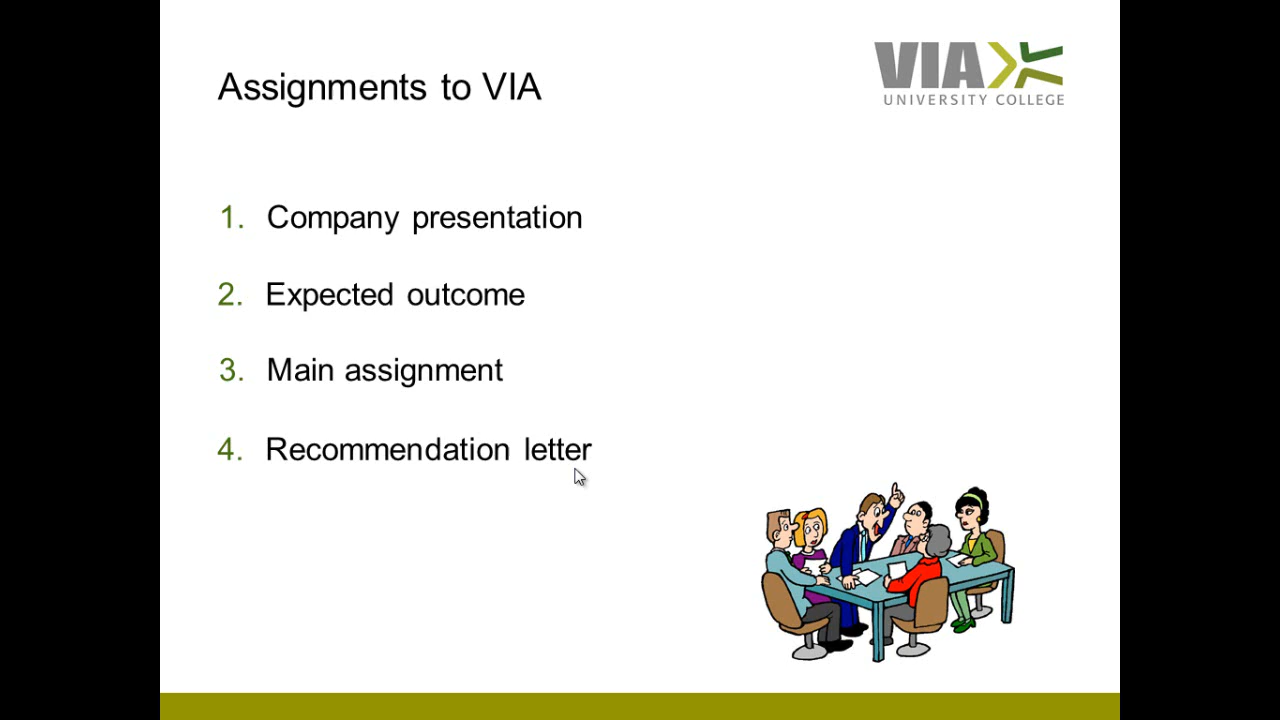 Assignments to VIA
VIA
UNIVERSITY COLLEGE
1. Company presentation
2. Expected outcome
3. Main assignment
4. Recommendation letter